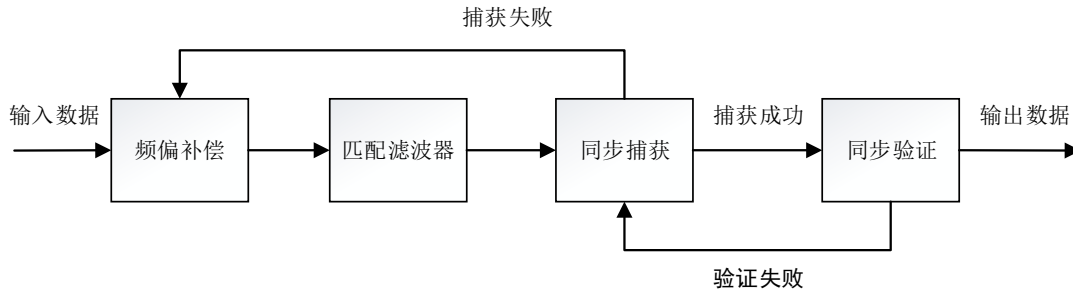 捕获失败
输入数据
频偏补偿
匹配滤波器
同步捕获
捕获成功
同步验证
输出数据
验证失败